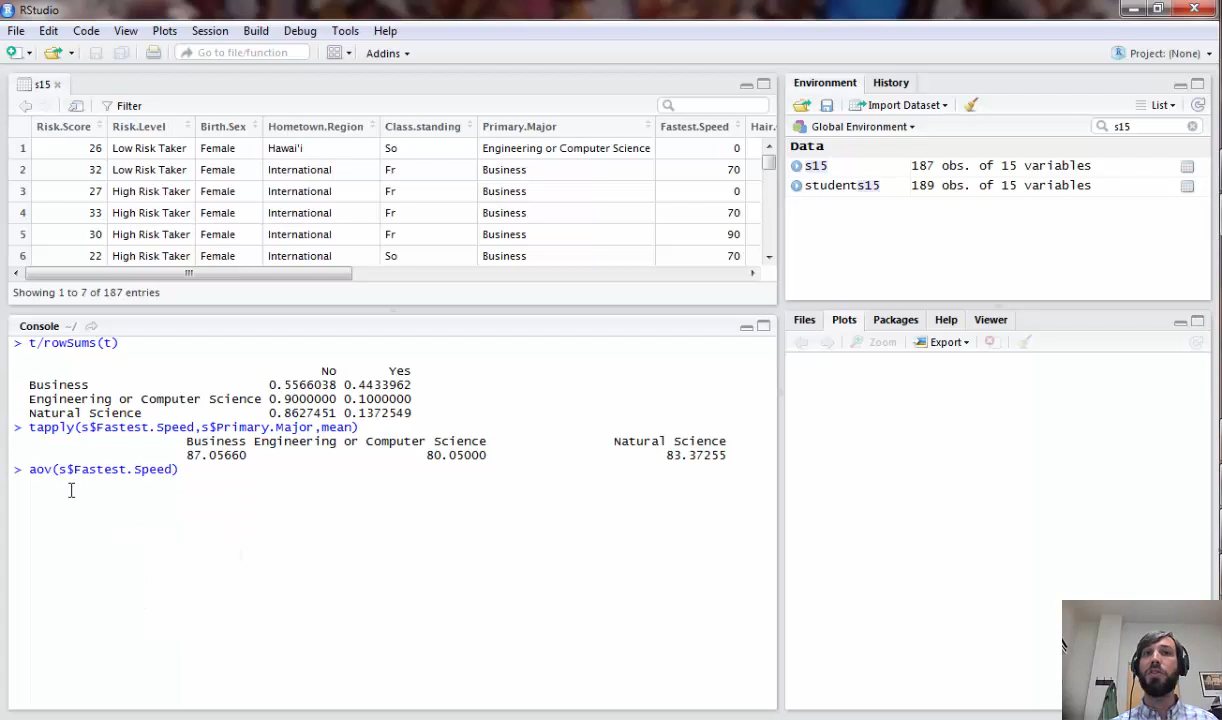 RStudio
File Edit Code View Plots Session Build Debug Tools Help
Go to file/function Addins Project: (None)
s15
Filter
Risk.Score Risk.Level Birth.Sex Hometown.Region Class.standing Primary.Major Fastest.Speed Hair.
1 26 Low Risk Taker Female Hawai'i So Engineering or Computer Science 0
2 32 Low Risk Taker Female International Fr Business 70
3 27 High Risk Taker Female International Fr Business 0
4 33 High Risk Taker Female International Fr Business 70
5 30 High Risk Taker Female International Fr Business 90
6 22 High Risk Taker Female International So Business 70
Showing 1 to 7 of 187 entries
Console ~/
> t/rowSums(t)
No Yes
Business 0.5566038 0.4433962
Engineering or Computer Science 0.9000000 0.1000000
Natural Science 0.8627451 0.1372549
> tapply(s$Fastest.Speed,s$Primary.Major,mean)
Business Engineering or Computer Science Natural Science
87.05660 80.05000 83.37255
> aov(s$Fastest.Speed)
Environment History
Import Dataset List
Global Environment s15
Data
s15 187 obs. of 15 variables
students15 189 obs. of 15 variables
Files Plots Packages Help Viewer
Zoom Export